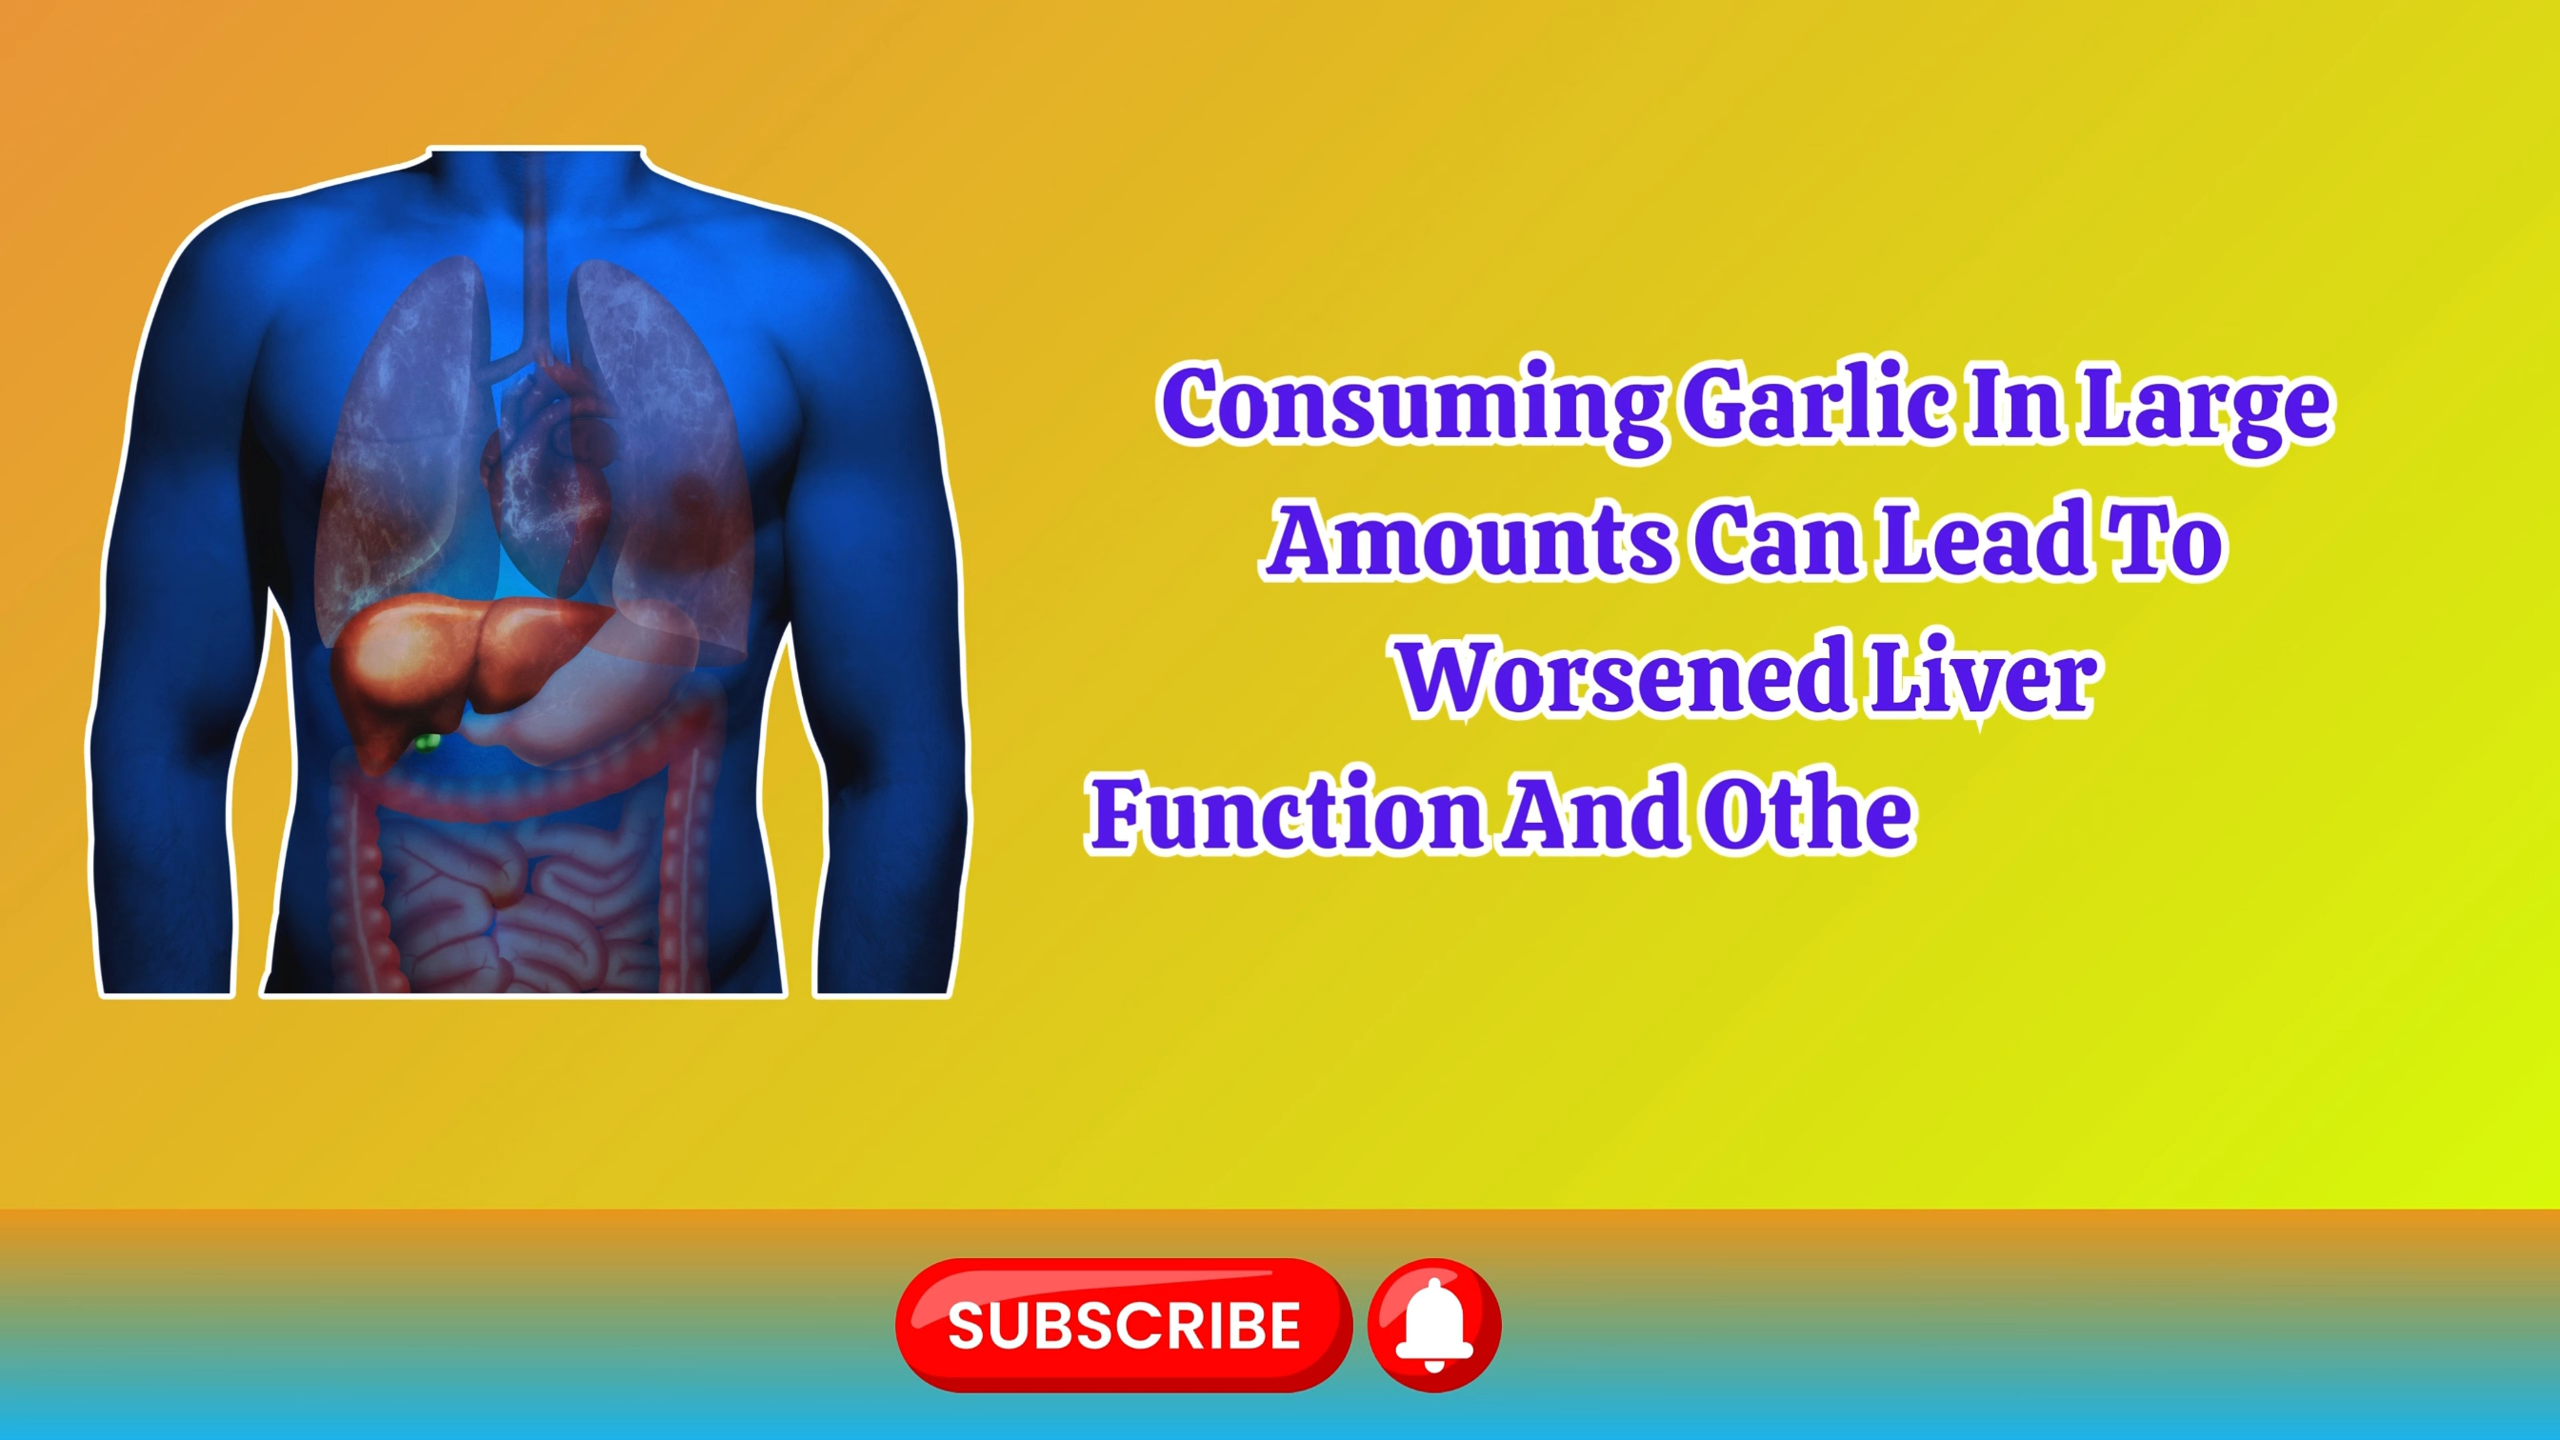 Consuming Garlic In Large
Amounts Can Lead To
Worsened Liver
Function And Othe
SUBSCRIBE